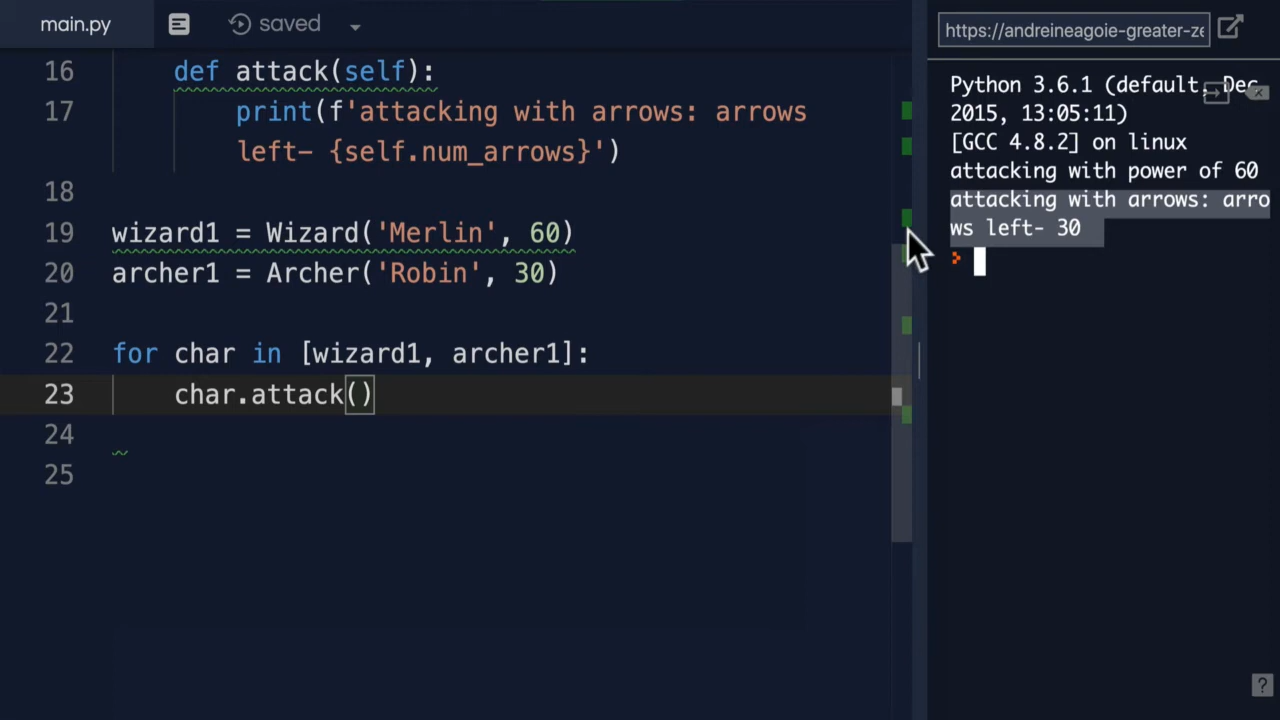 main.py
saved
16 def attack(self):
17 print(f'attacking with arrows: arrows
left- {self.num_arrows}')
18
19 wizard1 = Wizard('Merlin', 60)
20 archer1 = Archer('Robin', 30)
21
22 for char in [wizard1, archer1]:
23 char.attack()
24
25
https://andreineagoie-greater-ze
Python 3.6.1 (default, Dec
2015, 13:05:11)
[GCC 4.8.2] on linux
attacking with power of 60
attacking with arrows: arro
ws left- 30
>
?